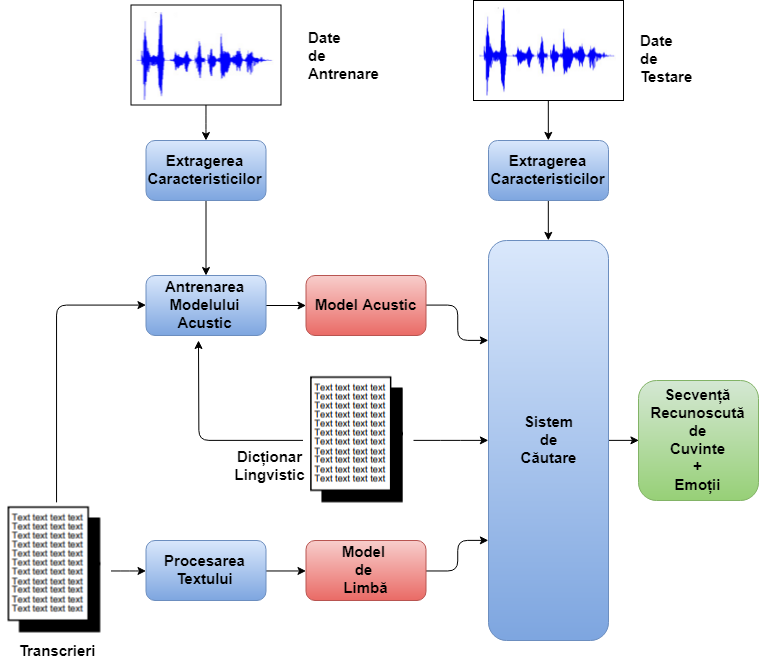 Date
de
Antrenare
Date
de
Testare
Extragerea
Caracteristicilor
Extragerea
Caracteristicilor
Antrenarea
Modelului
Acustic
Model Acustic
Text text text text
Text text text text
Text text text text
Text text text text
Text text text text
Text text text text
Text text text text
Text text text text
Text text text text
Text text text text
Text text text text
Dicționar
Lingvistic
Sistem
de
Căutare
Secvență
Recunoscută
de
Cuvinte
+
Emoții
Text text text text
Text text text text
Text text text text
Text text text text
Text text text text
Text text text text
Text text text text
Text text text text
Text text text text
Text text text text
Text text text text
Procesarea
Textului
Model
de
Limbă
Transcrieri